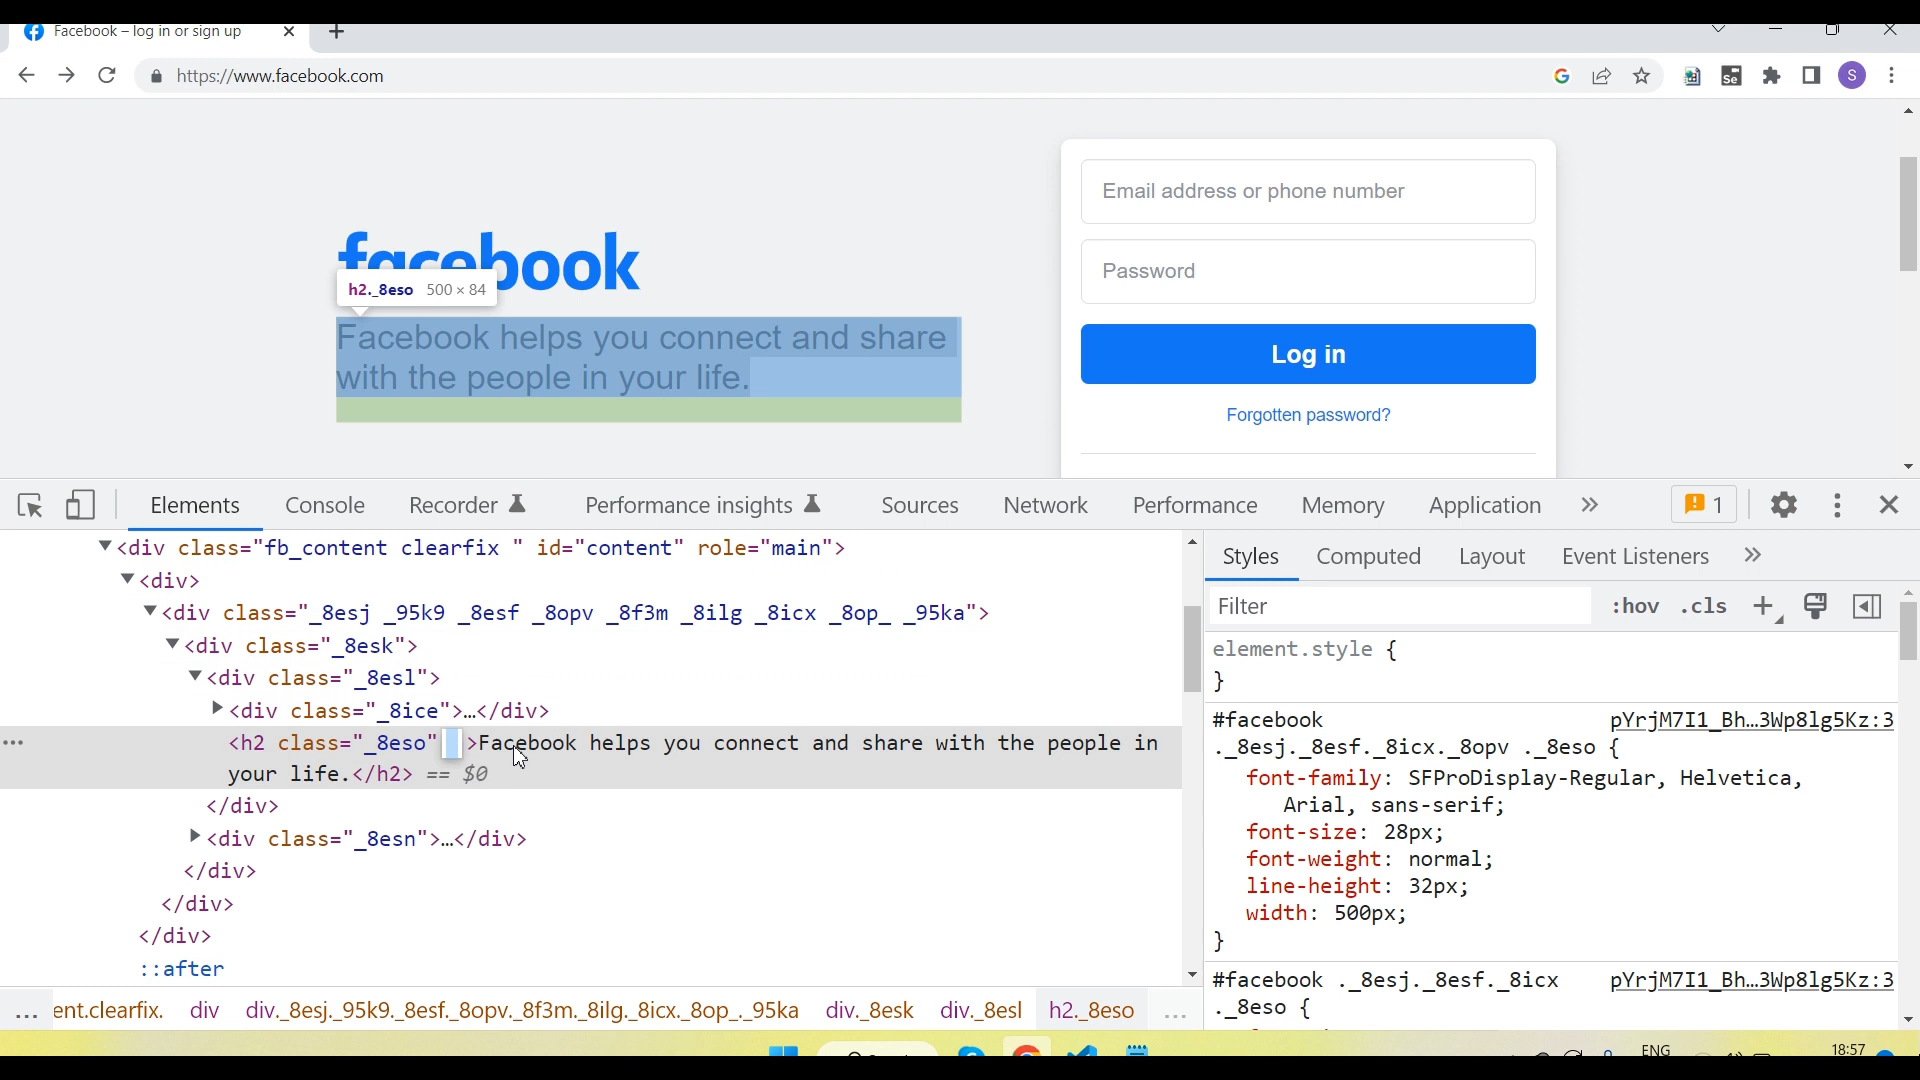 Facebook – log in or sign up
https://www.facebook.com
Se
S
facebook
h2._8eso 500 × 84
Facebook helps you connect and share
with the people in your life.
Email address or phone number
Password
Log in
Forgotten password?
Elements Console Recorder Performance insights Sources Network Performance Memory Application » 1
▼<div class="fb_content clearfix " id="content" role="main">
▼<div>
▼<div class="_8esj _95k9 _8esf _8opv _8f3m _8ilg _8icx _8op_ _95ka">
▼<div class="_8esk">
▼<div class="_8esl">
▶<div class="_8ice">…</div>
<h2 class="_8eso" >Facebook helps you connect and share with the people in
your life.</h2> == $0
</div>
▶<div class="_8esn">…</div>
</div>
</div>
</div>
::after
... ent.clearfix. div div._8esj._95k9._8esf._8opv._8f3m._8ilg._8icx._8op_._95ka div._8esk div._8esl h2._8eso ...
Styles Computed Layout Event Listeners »
Filter :hov .cls
element.style {
}
#facebook pYrjM7I1_Bh…3Wp8lg5Kz:3
._8esj._8esf._8icx._8opv ._8eso {
font-family: SFProDisplay-Regular, Helvetica,
Arial, sans-serif;
font-size: 28px;
font-weight: normal;
line-height: 32px;
width: 500px;
}
#facebook ._8esj._8esf._8icx pYrjM7I1_Bh…3Wp8lg5Kz:3
._8eso {
ENG
18:57